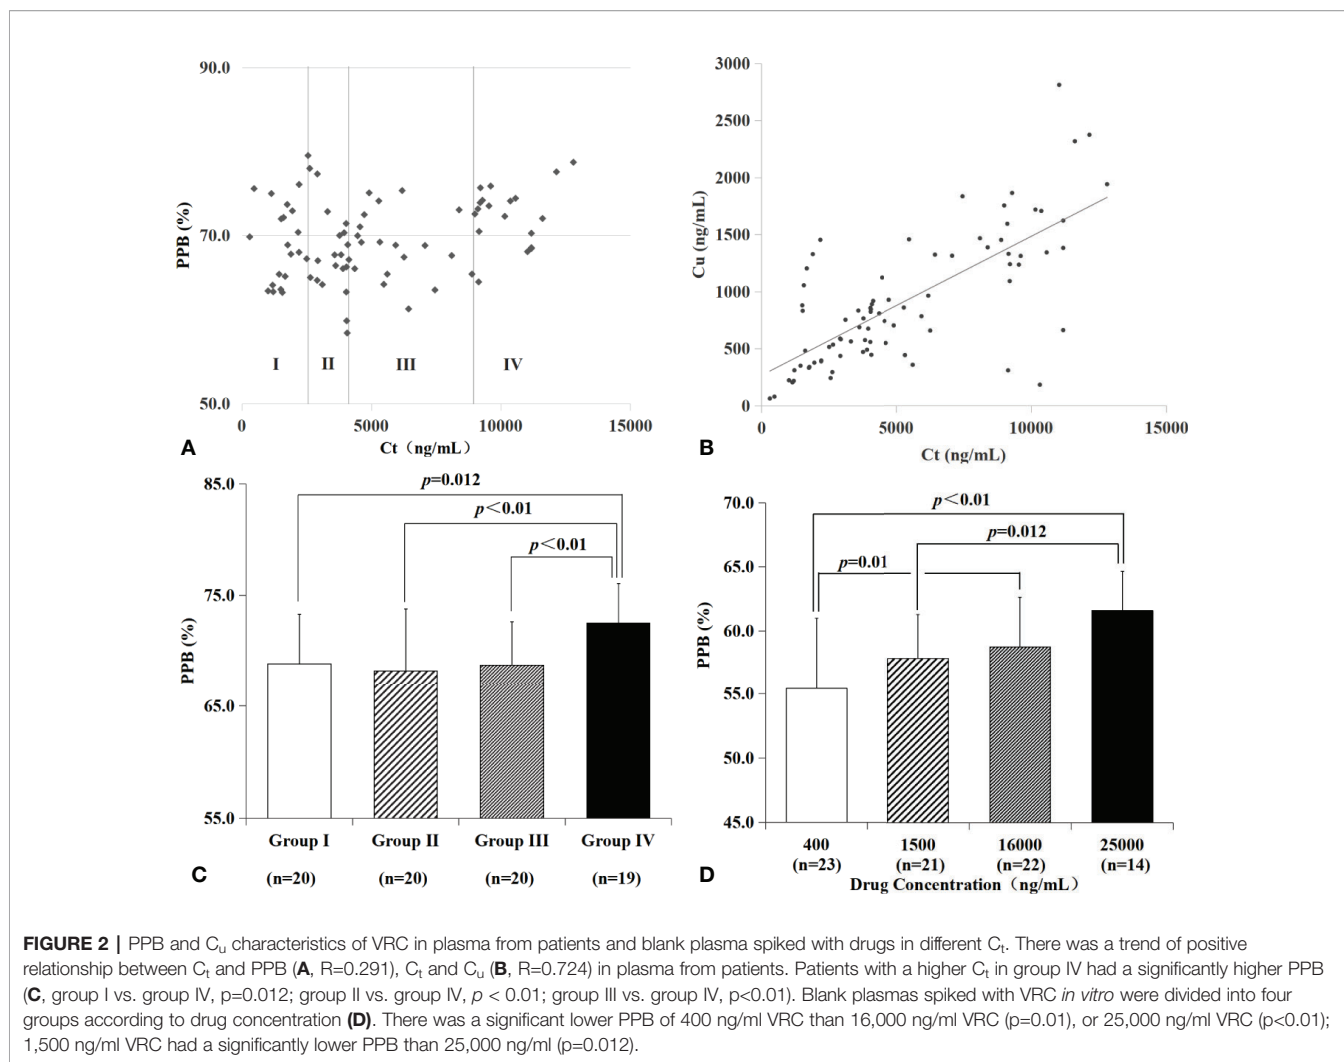 90.0
70.0
50.0
PPB (%)
I
II
III
IV
0
5000
10000
15000
Ct（ng/mL）
A
3000
2500
2000
1500
1000
500
0
Cu (ng/mL)
0
5000
10000
15000
Ct (ng/mL)
B
85.0
75.0
65.0
55.0
PPB (%)
p=0.012
p＜0.01
p＜0.01
Group I
Group II
Group III
Group IV
(n=20)
(n=20)
(n=20)
(n=19)
C
70.0
65.0
60.0
55.0
50.0
45.0
PPB (%)
p＜0.01
p=0.012
p=0.01
400
1500
16000
25000
(n=23)
(n=21)
(n=22)
(n=14)
Drug Concentration（ng/mL）
D
FIGURE 2 | PPB and Cu characteristics of VRC in plasma from patients and blank plasma spiked with drugs in different Ct. There was a trend of positive
relationship between Ct and PPB (A, R=0.291), Ct and Cu (B, R=0.724) in plasma from patients. Patients with a higher Ct in group IV had a significantly higher PPB
(C, group I vs. group IV, p=0.012; group II vs. group IV, p < 0.01; group III vs. group IV, p<0.01). Blank plasmas spiked with VRC in vitro were divided into four
groups according to drug concentration (D). There was a significant lower PPB of 400 ng/ml VRC than 16,000 ng/ml VRC (p=0.01), or 25,000 ng/ml VRC (p<0.01);
1,500 ng/ml VRC had a significantly lower PPB than 25,000 ng/ml (p=0.012).